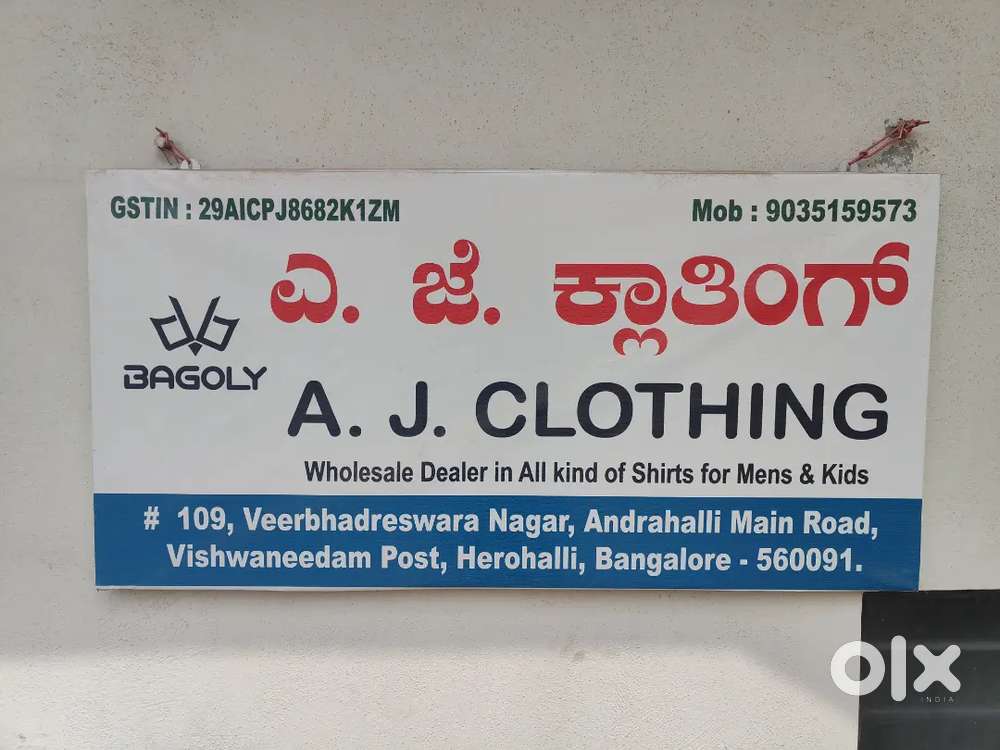 GSTIN : 29AICPJ8682K1ZM
Mob : 9035159573
ಎ. ಜೆ. ಕ್ಲಾತಿಂಗ್
BAGOLY
A. J. CLOTHING
Wholesale Dealer in All kind of Shirts for Mens & Kids
# 109, Veerbhadreswara Nagar, Andrahalli Main Road,
Vishwaneedam Post, Herohalli, Bangalore - 560091.
olx
INDIA